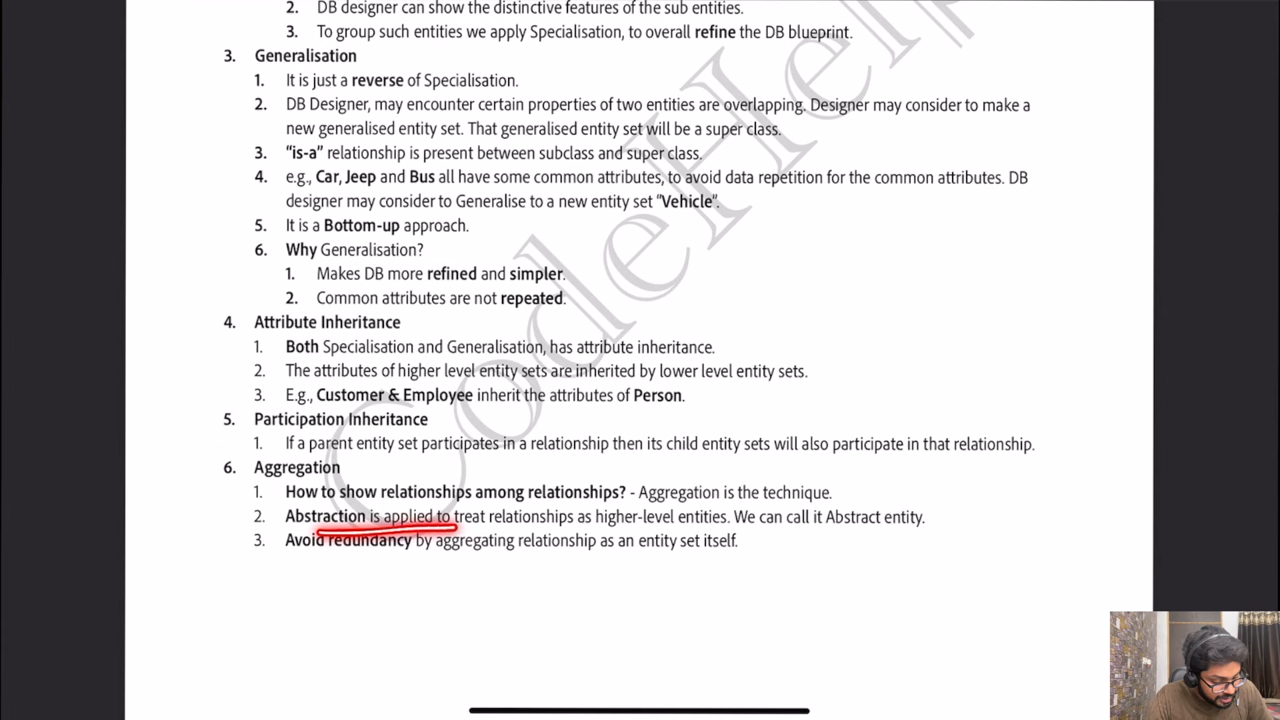 2. DB designer can show the distinctive features of the sub entities.
3. To group such entities we apply Specialisation, to overall refine the DB blueprint.
3. Generalisation
1. It is just a reverse of Specialisation.
2. DB Designer, may encounter certain properties of two entities are overlapping. Designer may consider to make a
new generalised entity set. That generalised entity set will be a super class.
3. “is-a” relationship is present between subclass and super class.
4. e.g., Car, Jeep and Bus all have some common attributes, to avoid data repetition for the common attributes. DB
designer may consider to Generalise to a new entity set “Vehicle”.
5. It is a Bottom-up approach.
6. Why Generalisation?
1. Makes DB more refined and simpler.
2. Common attributes are not repeated.
4. Attribute Inheritance
1. Both Specialisation and Generalisation, has attribute inheritance.
2. The attributes of higher level entity sets are inherited by lower level entity sets.
3. E.g., Customer & Employee inherit the attributes of Person.
5. Participation Inheritance
1. If a parent entity set participates in a relationship then its child entity sets will also participate in that relationship.
6. Aggregation
1. How to show relationships among relationships? - Aggregation is the technique.
2. Abstraction is applied to treat relationships as higher-level entities. We can call it Abstract entity.
3. Avoid redundancy by aggregating relationship as an entity set itself.
CodeHelp